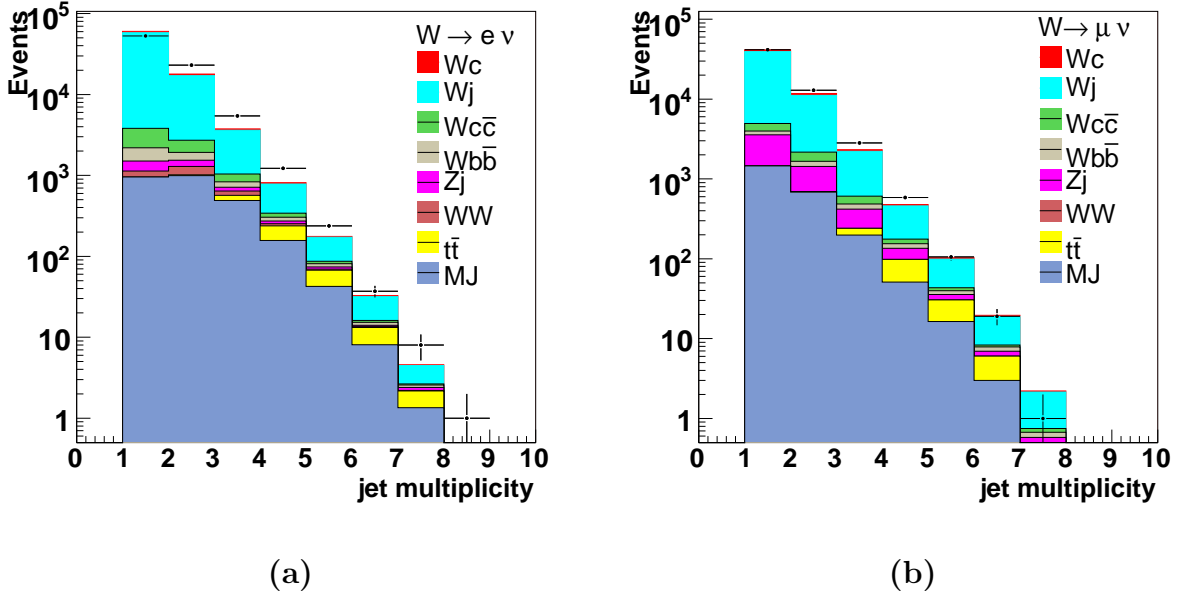 Events
10⁵
10⁴
10³
10²
10
1
W → e ν
Wc
Wj
Wcc̅
Wbb̅
Zj
WW
tt̅
MJ
0 1 2 3 4 5 6 7 8 9 10
jet multiplicity
(a)
Events
10⁵
10⁴
10³
10²
10
1
W→ μ ν
Wc
Wj
Wcc̅
Wbb̅
Zj
WW
tt̅
MJ
0 1 2 3 4 5 6 7 8 9 10
jet multiplicity
(b)